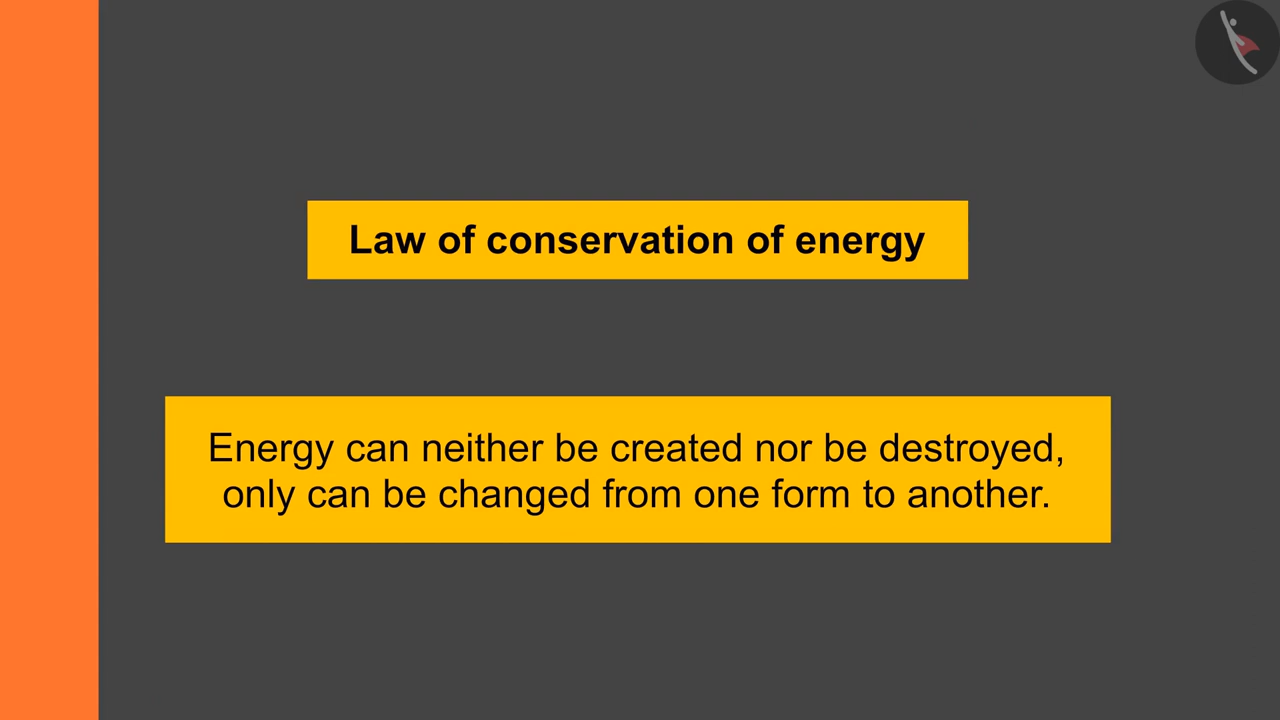 Law of conservation of energy
Energy can neither be created nor be destroyed,
only can be changed from one form to another.